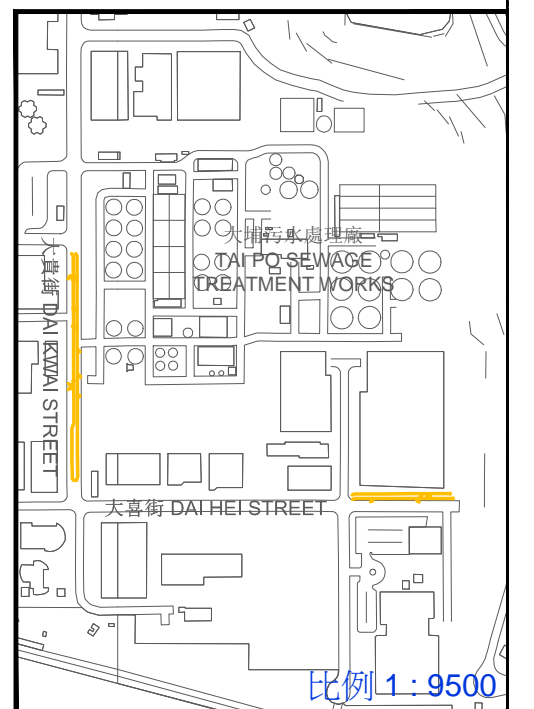 大埔污水處理廠
TAI PO SEWAGE
TREATMENT WORKS
大貴街 DAI KWAI STREET
大喜街 DAI HEI STREET
比例 1 : 9500